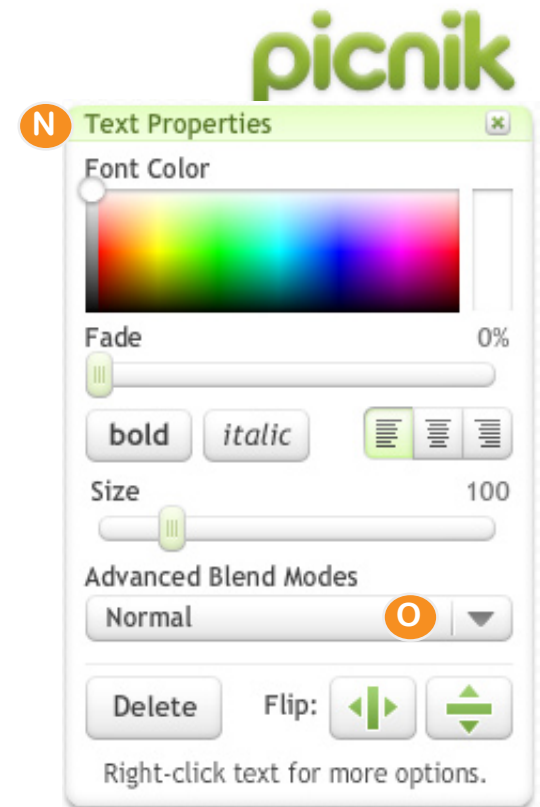 picnik
N Text Properties
Font Color
Fade 0%
bold italic
Size 100
Advanced Blend Modes
Normal O
Delete Flip:
Right-click text for more options.